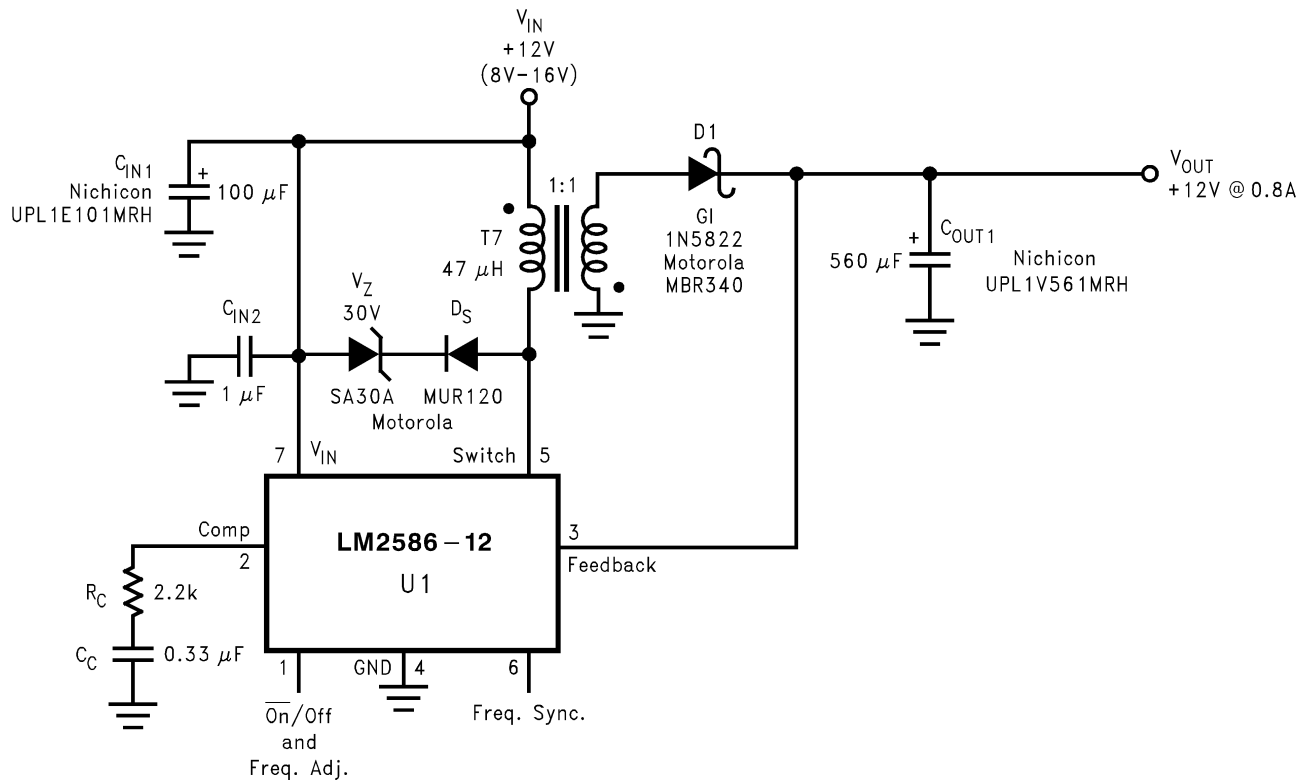 V_IN
+12V
(8V-16V)
C_IN1
Nichicon
UPL1E101MRH
+
100 μF
1:1
T7
47 μH
D1
GI
1N5822
Motorola
MBR340
V_OUT
+12V @ 0.8A
C_OUT1
+
560 μF
Nichicon
UPL1V561MRH
V_Z
30V
D_S
C_IN2
1 μF
SA30A
MUR120
Motorola
7
V_IN
Switch
5
Comp
2
LM2586-12
U1
3
Feedback
R_C
2.2k
C_C
0.33 μF
1
GND
4
6
O̅n̅/Off
and
Freq. Adj.
Freq. Sync.